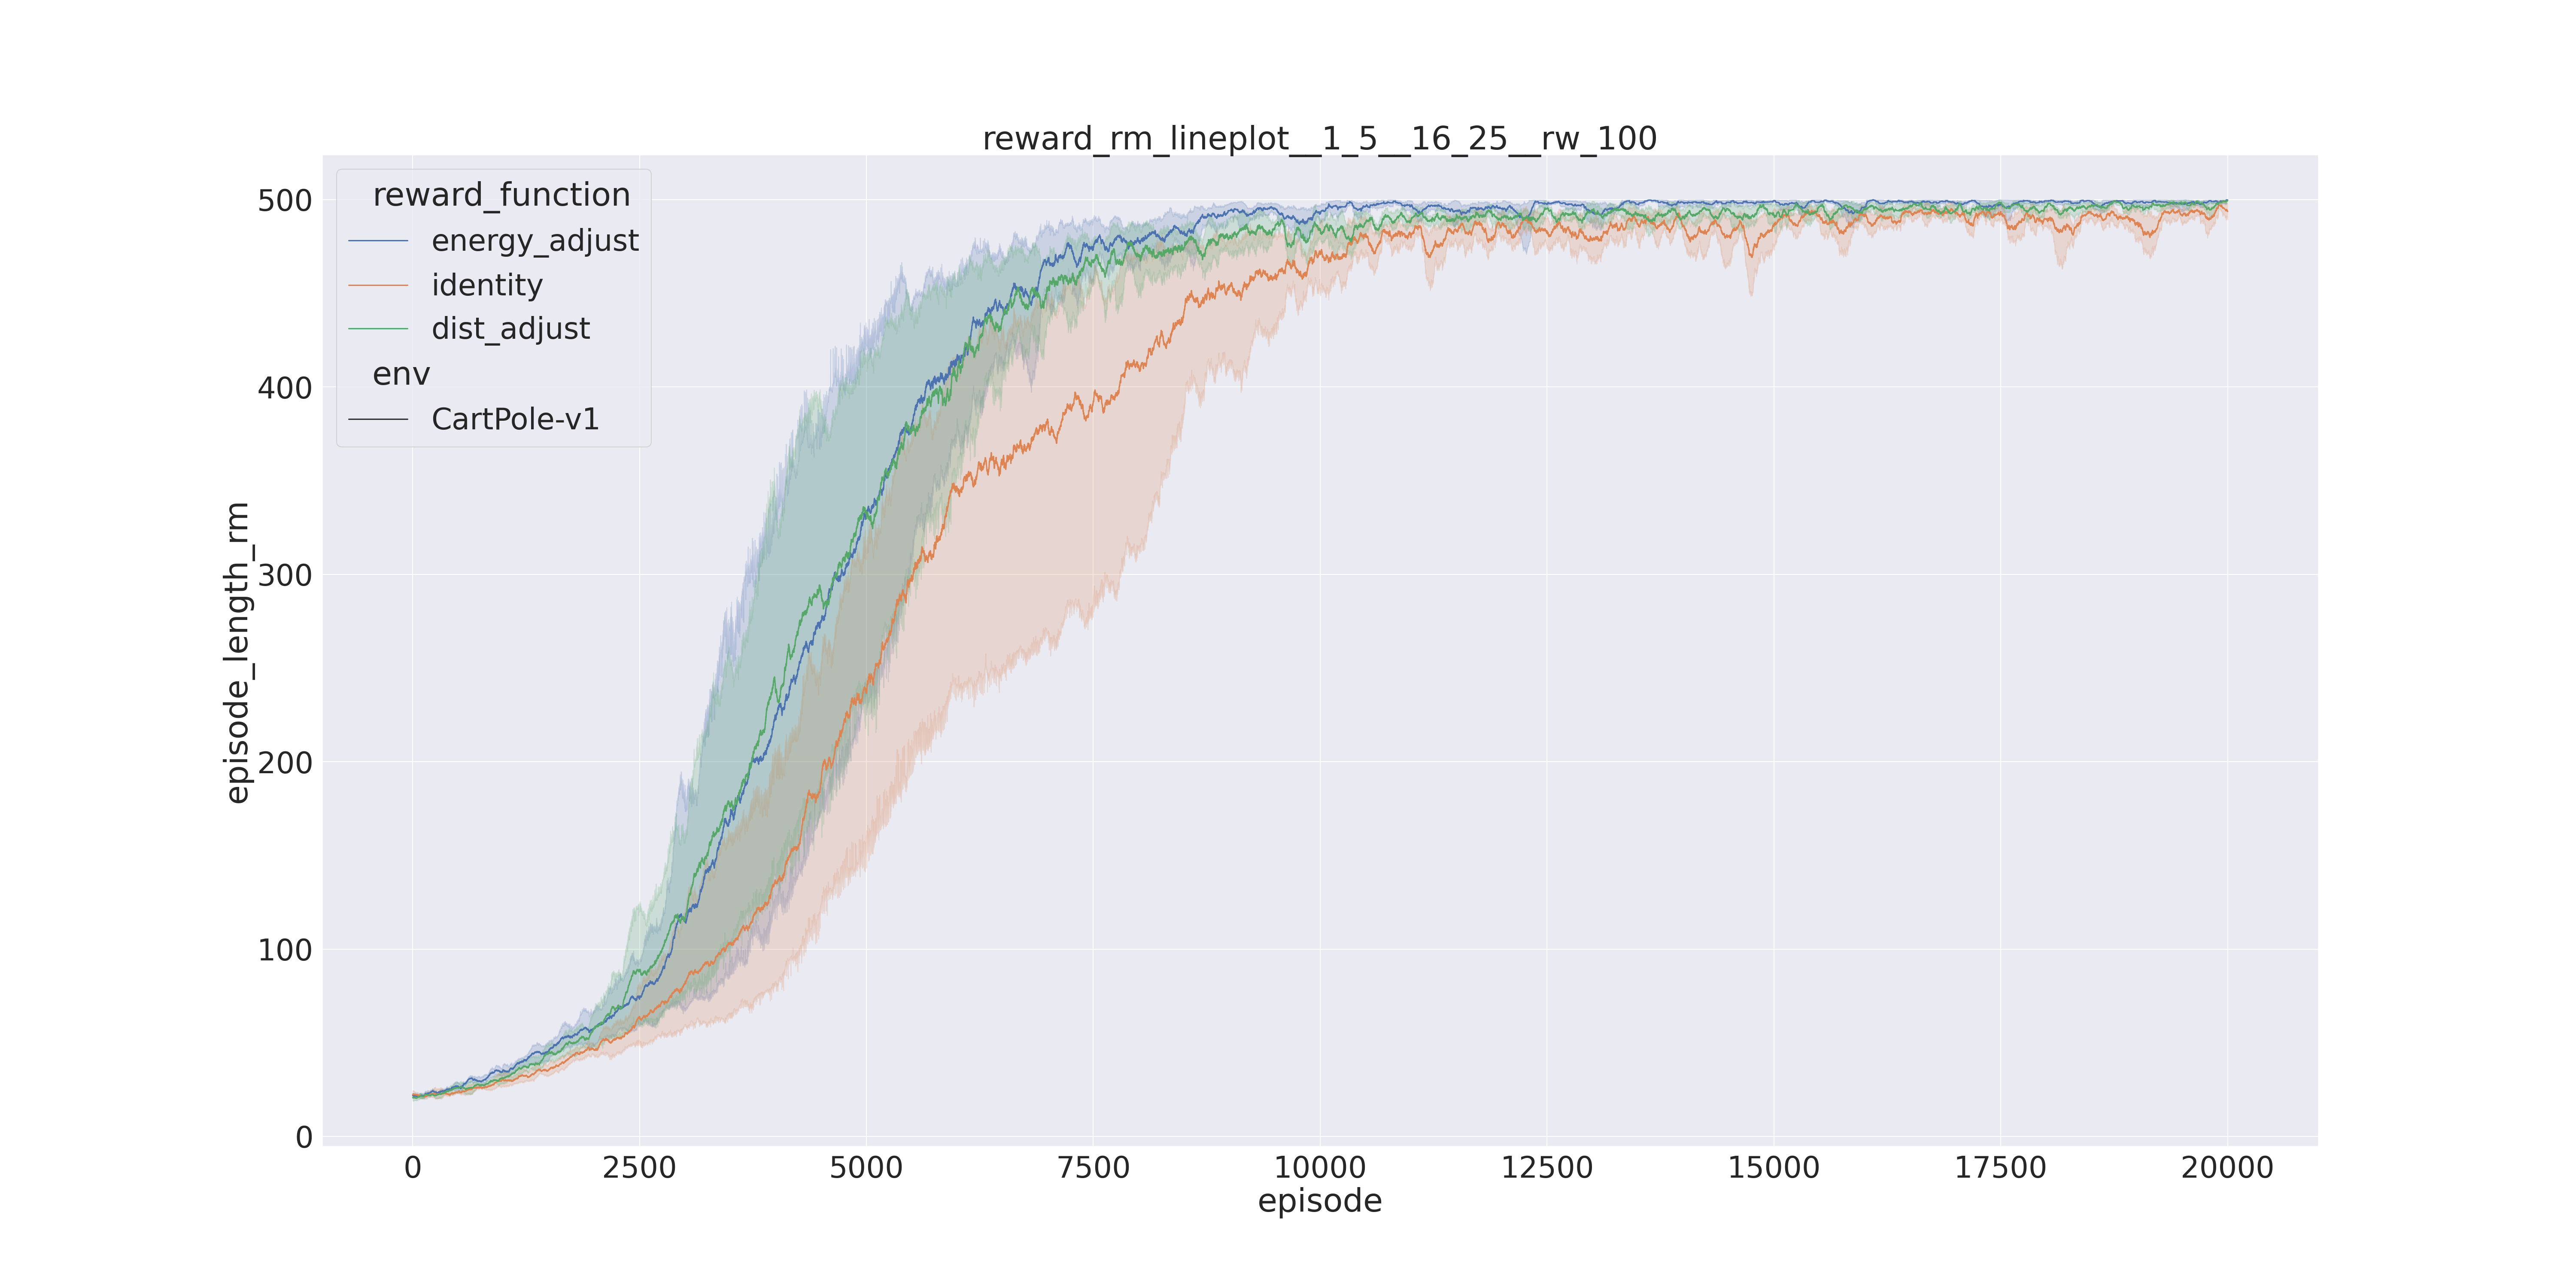 reward_rm_lineplot__1_5__16_25__rw_100
reward_function
energy_adjust
identity
dist_adjust
env
CartPole-v1
episode_length_rm
500
400
300
200
100
0
0 2500 5000 7500 10000 12500 15000 17500 20000
episode